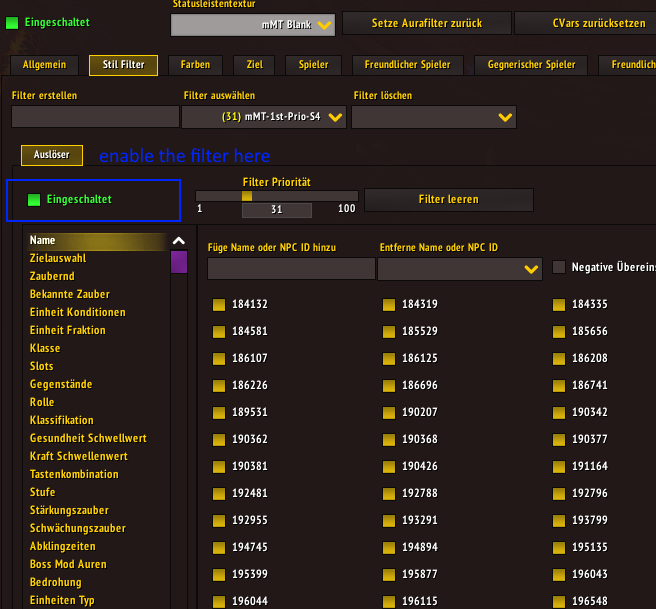 Statusleistentextur
Eingeschaltet
mMT Blank
Setze Aurafilter zurück
CVars zurücksetzen
Allgemein
Stil Filter
Farben
Ziel
Spieler
Freundlicher Spieler
Gegnerischer Spieler
Freundlich
Filter erstellen
Filter auswählen
Filter löschen
(31) mMT-1st-Prio-S4
Auslöser
enable the filter here
Eingeschaltet
Filter Priorität
1
31
100
Filter leeren
Name
Zielauswahl
Zaubernd
Bekannte Zauber
Einheit Konditionen
Einheit Fraktion
Klasse
Slots
Gegenstände
Rolle
Klassifikation
Gesundheit Schwellwert
Kraft Schwellenwert
Tastenkombination
Stufe
Stärkungszauber
Schwächungszauber
Abklingzeiten
Boss Mod Auren
Bedrohung
Einheiten Typ
Füge Name oder NPC ID hinzu
Entferne Name oder NPC ID
Negative Übereins
184132 184319 184335
184581 185529 185656
186107 186125 186208
186226 186696 186741
189531 190207 190342
190362 190368 190377
190381 190426 191164
192481 192788 192796
192955 193291 193799
194745 194894 195135
195399 195877 196043
196044 196115 196548